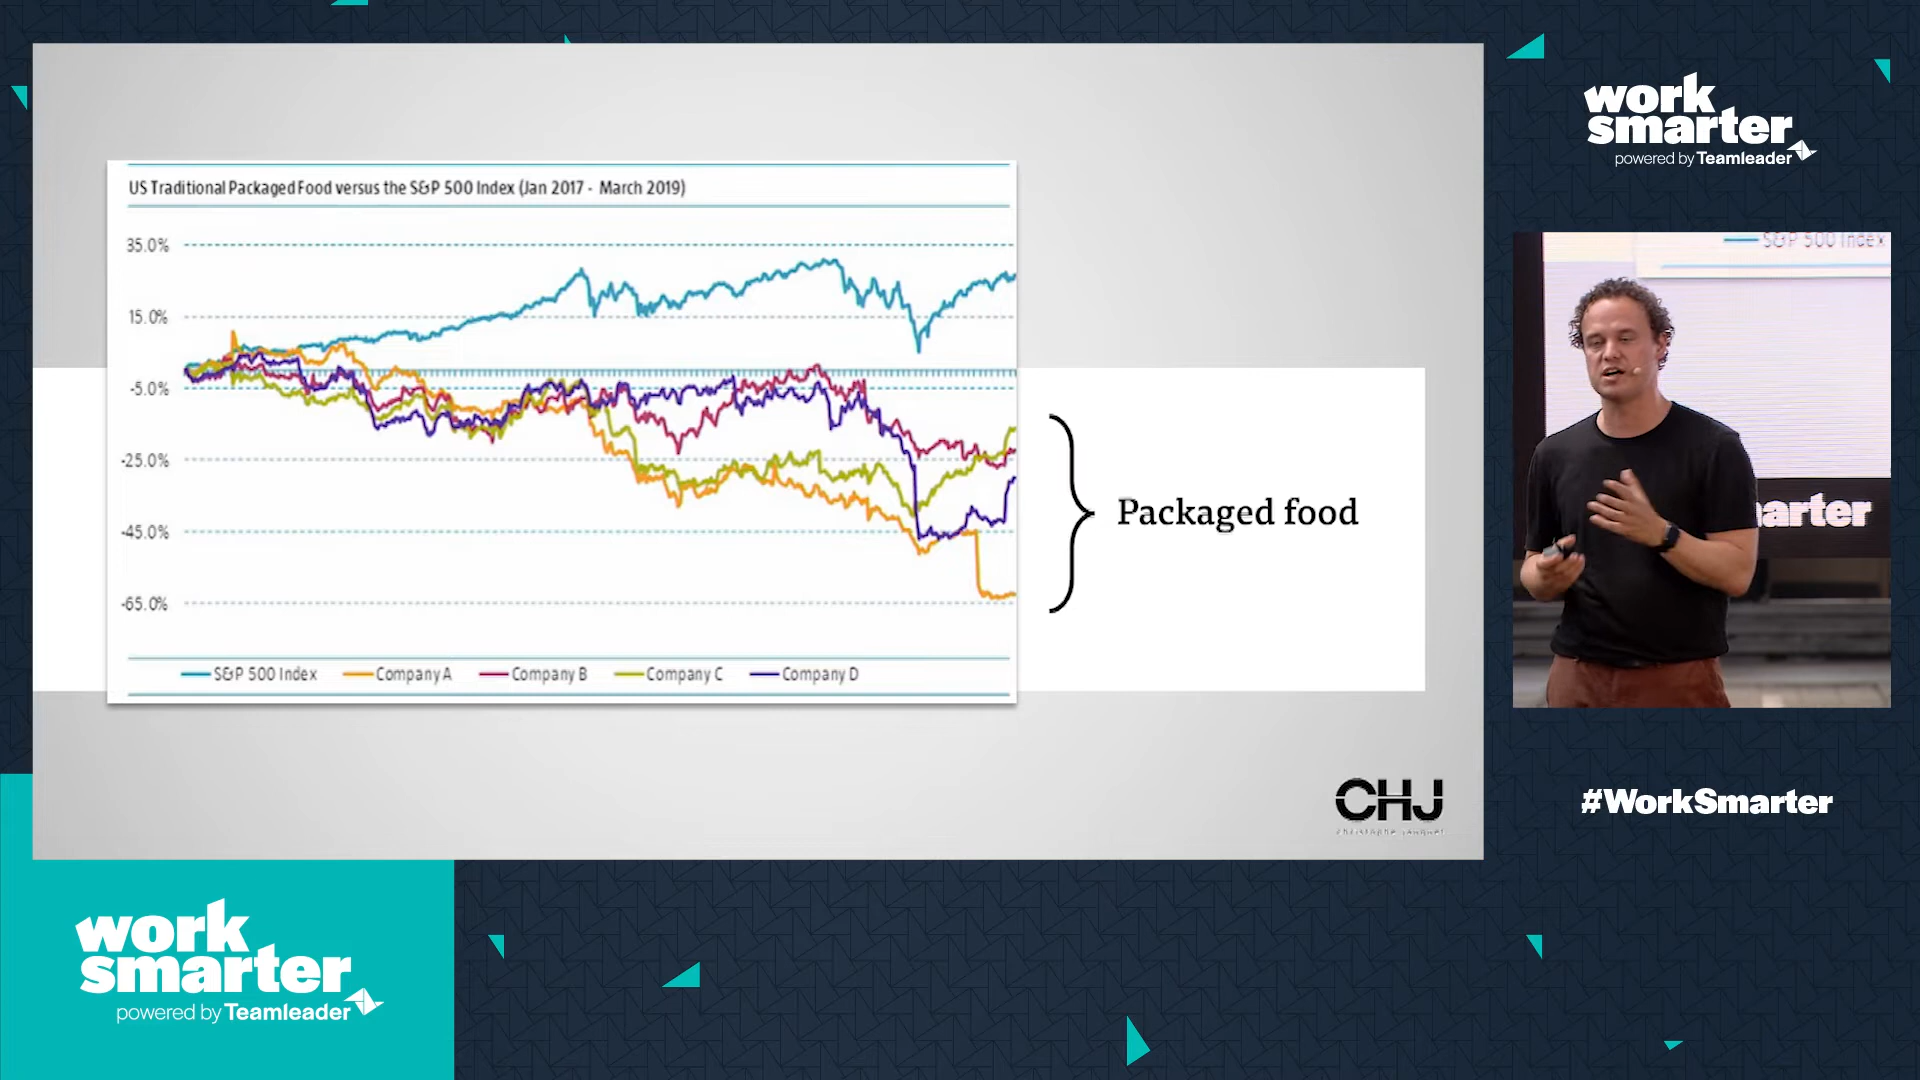 US Traditional Packaged Food versus the S&P 500 Index (Jan 2017 - March 2019)
35.0%
15.0%
-5.0%
-25.0%
-45.0%
-65.0%
S&P 500 Index Company A Company B Company C Company D
Packaged food
CHJ
work
smarter
powered by Teamleader
S&P 500 Index
arter
#WorkSmarter
work
smarter
powered by Teamleader